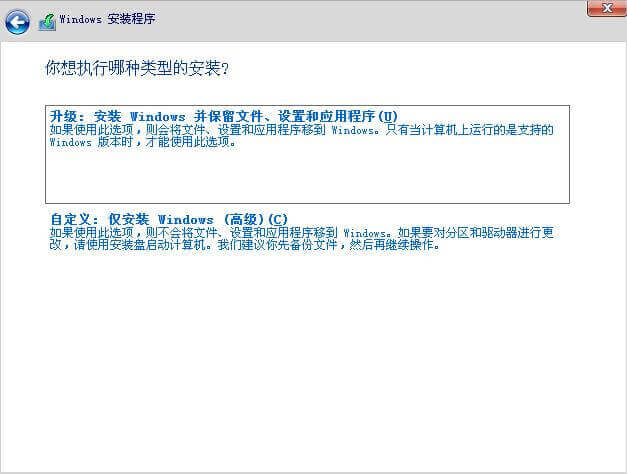 Windows 安装程序
你想执行哪种类型的安装?
升级: 安装 Windows 并保留文件、设置和应用程序(U)
如果使用此选项，则会将文件、设置和应用程序移到 Windows。只有当计算机上运行的是支持的
Windows 版本时，才能使用此选项。
自定义: 仅安装 Windows (高级)(C)
如果使用此选项，则不会将文件、设置和应用程序移到 Windows。如果要对分区和驱动器进行更
改，请使用安装盘启动计算机。我们建议你先备份文件，然后再继续操作。